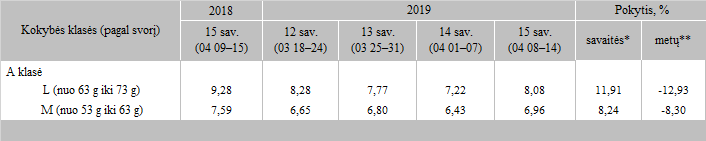 Kokybės klasės (pagal svorį) 2018 2019 Pokytis, %
15 sav. (04 09–15) 12 sav. (03 18–24) 13 sav. (03 25–31) 14 sav. (04 01–07) 15 sav. (04 08–14) savaitės* metų**
A klasė
L (nuo 63 g iki 73 g) 9,28 8,28 7,77 7,22 8,08 11,91 -12,93
M (nuo 53 g iki 63 g) 7,59 6,65 6,80 6,43 6,96 8,24 -8,30